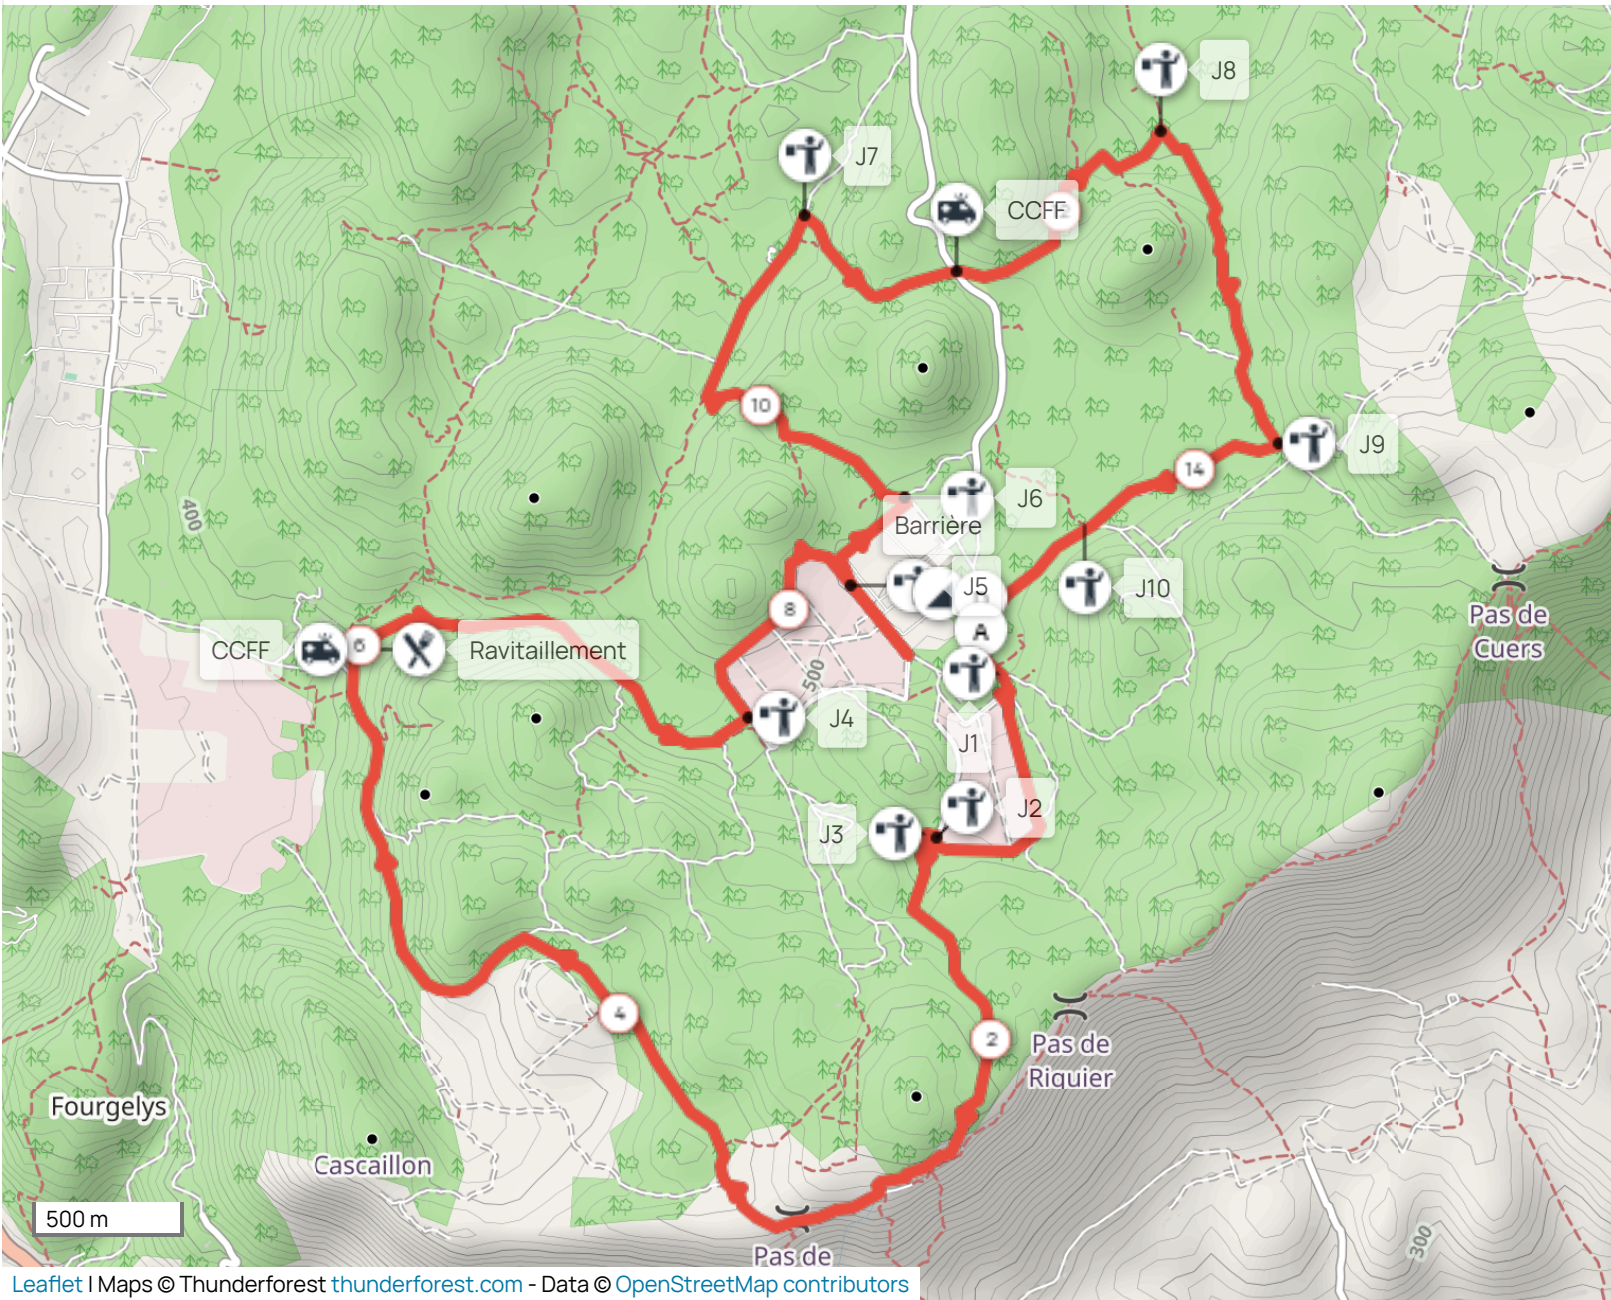 J8
J7
CCFF
J9
10
14
J6
Barrière
400
J5
J10
8
Pas de
Cuers
A
CCFF
6
Ravitaillement
500
J4
J1
J2
J3
4
2
Pas de
Riquier
Fourgelys
Cascaillon
500 m
300
Pas de
Leaflet | Maps © Thunderforest thunderforest.com - Data © OpenStreetMap contributors